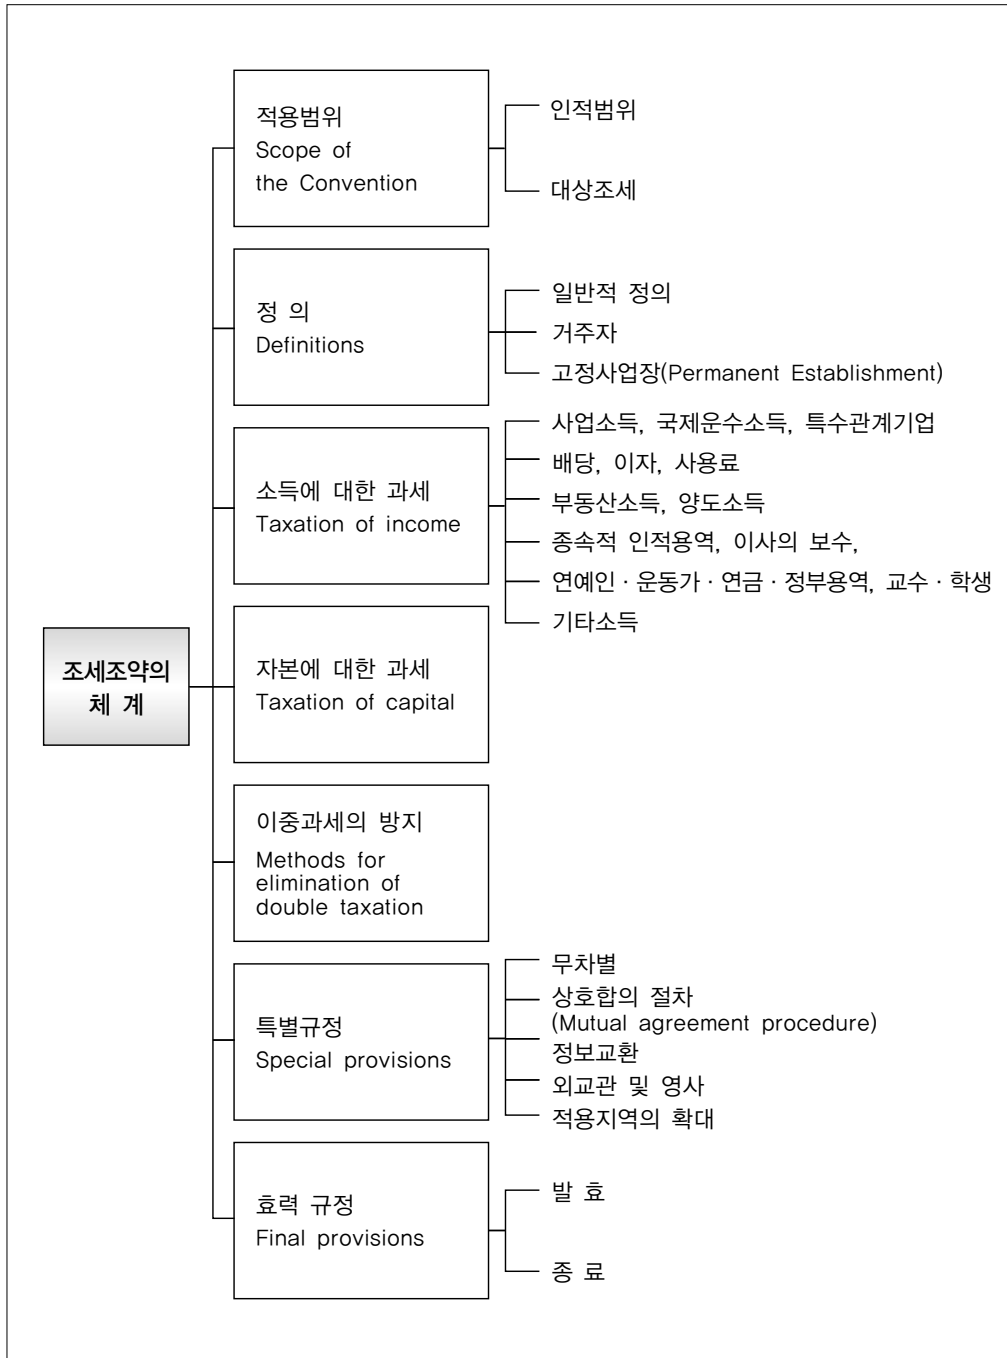 조세조약의
체 계
적용범위
Scope of
the Convention
인적범위
대상조세
정 의
Definitions
일반적 정의
거주자
고정사업장(Permanent Establishment)
소득에 대한 과세
Taxation of income
사업소득, 국제운수소득, 특수관계기업
배당, 이자, 사용료
부동산소득, 양도소득
종속적 인적용역, 이사의 보수,
연예인 · 운동가 · 연금 · 정부용역, 교수 · 학생
기타소득
자본에 대한 과세
Taxation of capital
이중과세의 방지
Methods for
elimination of
double taxation
특별규정
Special provisions
무차별
상호합의 절차
(Mutual agreement procedure)
정보교환
외교관 및 영사
적용지역의 확대
효력 규정
Final provisions
발 효
종 료